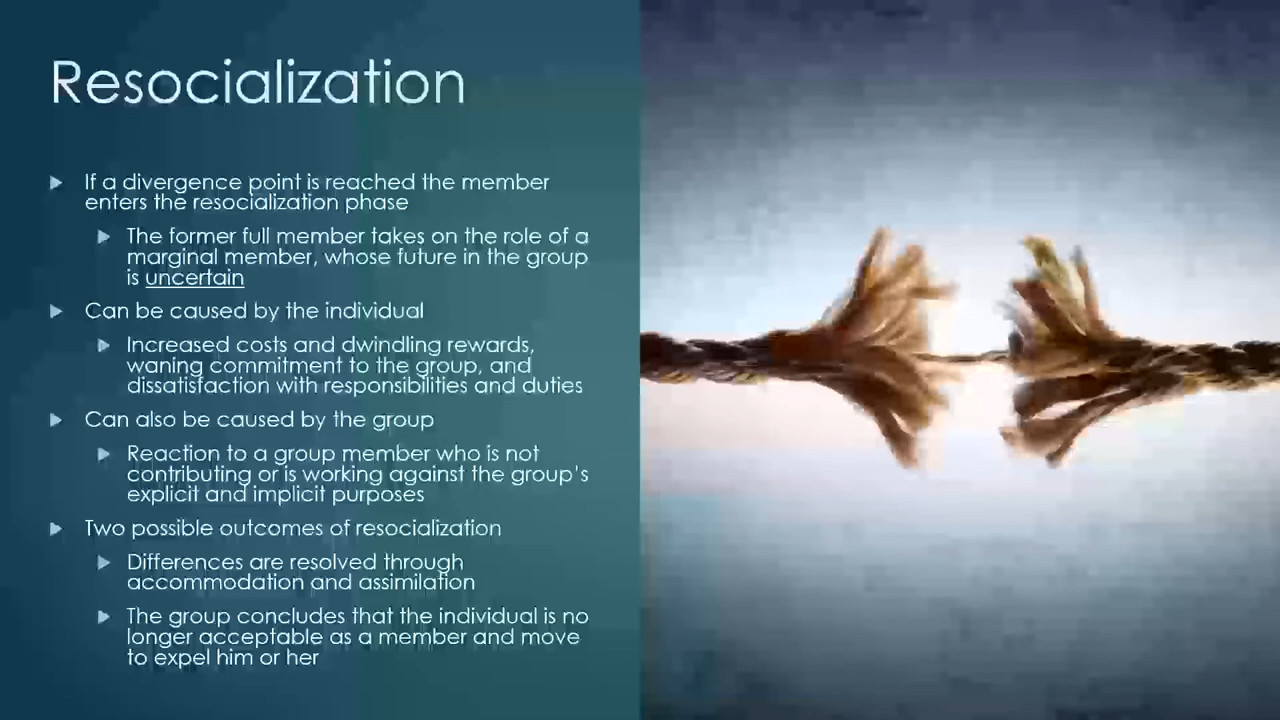 Resocialization
If a divergence point is reached the member
enters the resocialization phase
The former full member takes on the role of a
marginal member, whose future in the group
is uncertain
Can be caused by the individual
Increased costs and dwindling rewards,
waning commitment to the group, and
dissatisfaction with responsibilities and duties
Can also be caused by the group
Reaction to a group member who is not
contributing or is working against the group's
explicit and implicit purposes
Two possible outcomes of resocialization
Differences are resolved through
accommodation and assimilation
The group concludes that the individual is no
longer acceptable as a member and move
to expel him or her